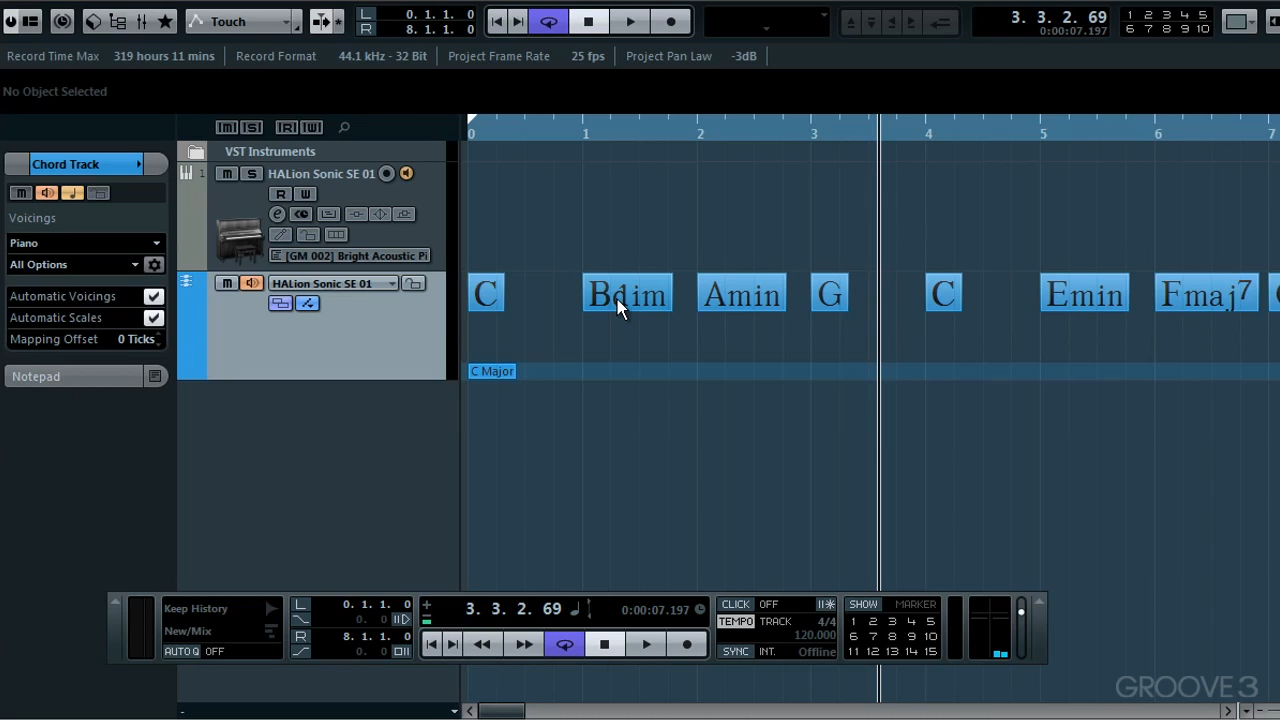 Touch
L 0. 1. 1. 0
R 8. 1. 1. 0
3. 3. 2. 69
0:00:07.197
1 2 3 4 5
6 7 8 9 10
Record Time Max 319 hours 11 mins Record Format 44.1 kHz - 32 Bit Project Frame Rate 25 fps Project Pan Law -3dB
No Object Selected
M S R W
0 1 2 3 4 5 6 7
VST Instruments
Chord Track
1 M S HALion Sonic SE 01
R W
M
e
Voicings
Piano
[GM 002] Bright Acoustic Pi
All Options
M HALion Sonic SE 01
C Bdim Amin G C Emin Fmaj7
Automatic Voicings
Automatic Scales
Mapping Offset 0 Ticks
Notepad
C Major
Keep History
New/Mix
AUTO Q OFF
L 0. 1. 1. 0
0. 0
R 8. 1. 1. 0
0. 0
3. 3. 2. 69 0:00:07.197
CLICK OFF
TEMPO TRACK 4/4
120.000
SYNC INT. Offline
SHOW MARKER
1 2 3 4 5
6 7 8 9 10
11 12 13 14 15
GROOVE 3